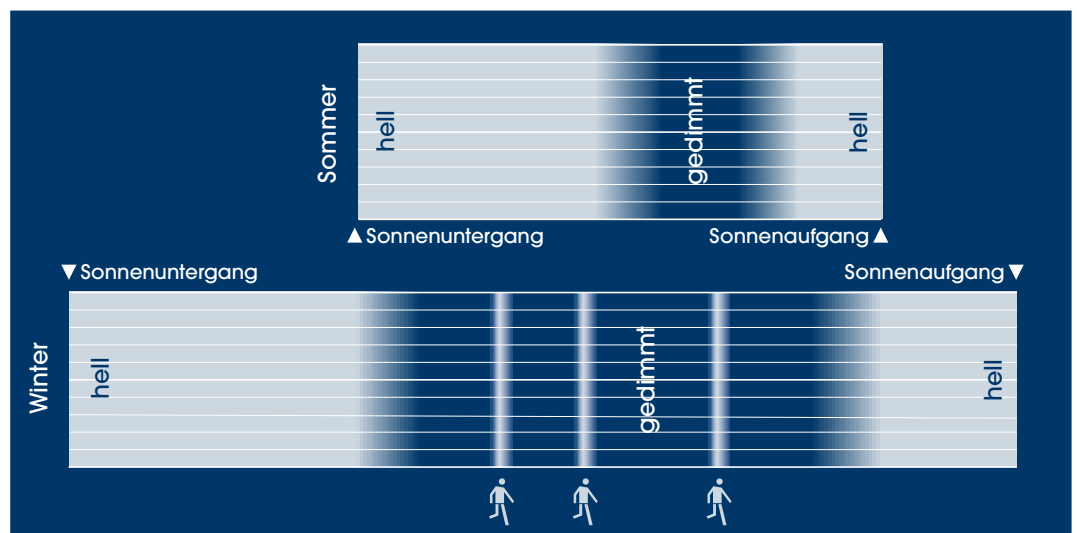 Sommer
hell
gedimmt
hell
▲ Sonnenuntergang
Sonnenaufgang ▲
▼ Sonnenuntergang
Sonnenaufgang ▼
Winter
hell
gedimmt
hell